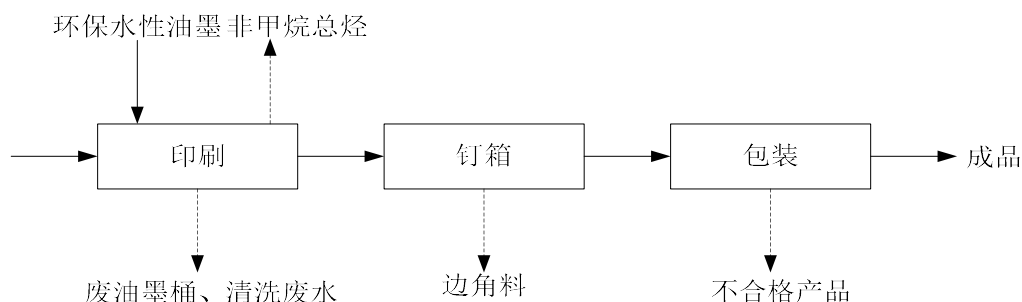 环保水性油墨 非甲烷总烃
印刷
钉箱
包装
成品
废油墨桶、清洗废水
边角料
不合格产品